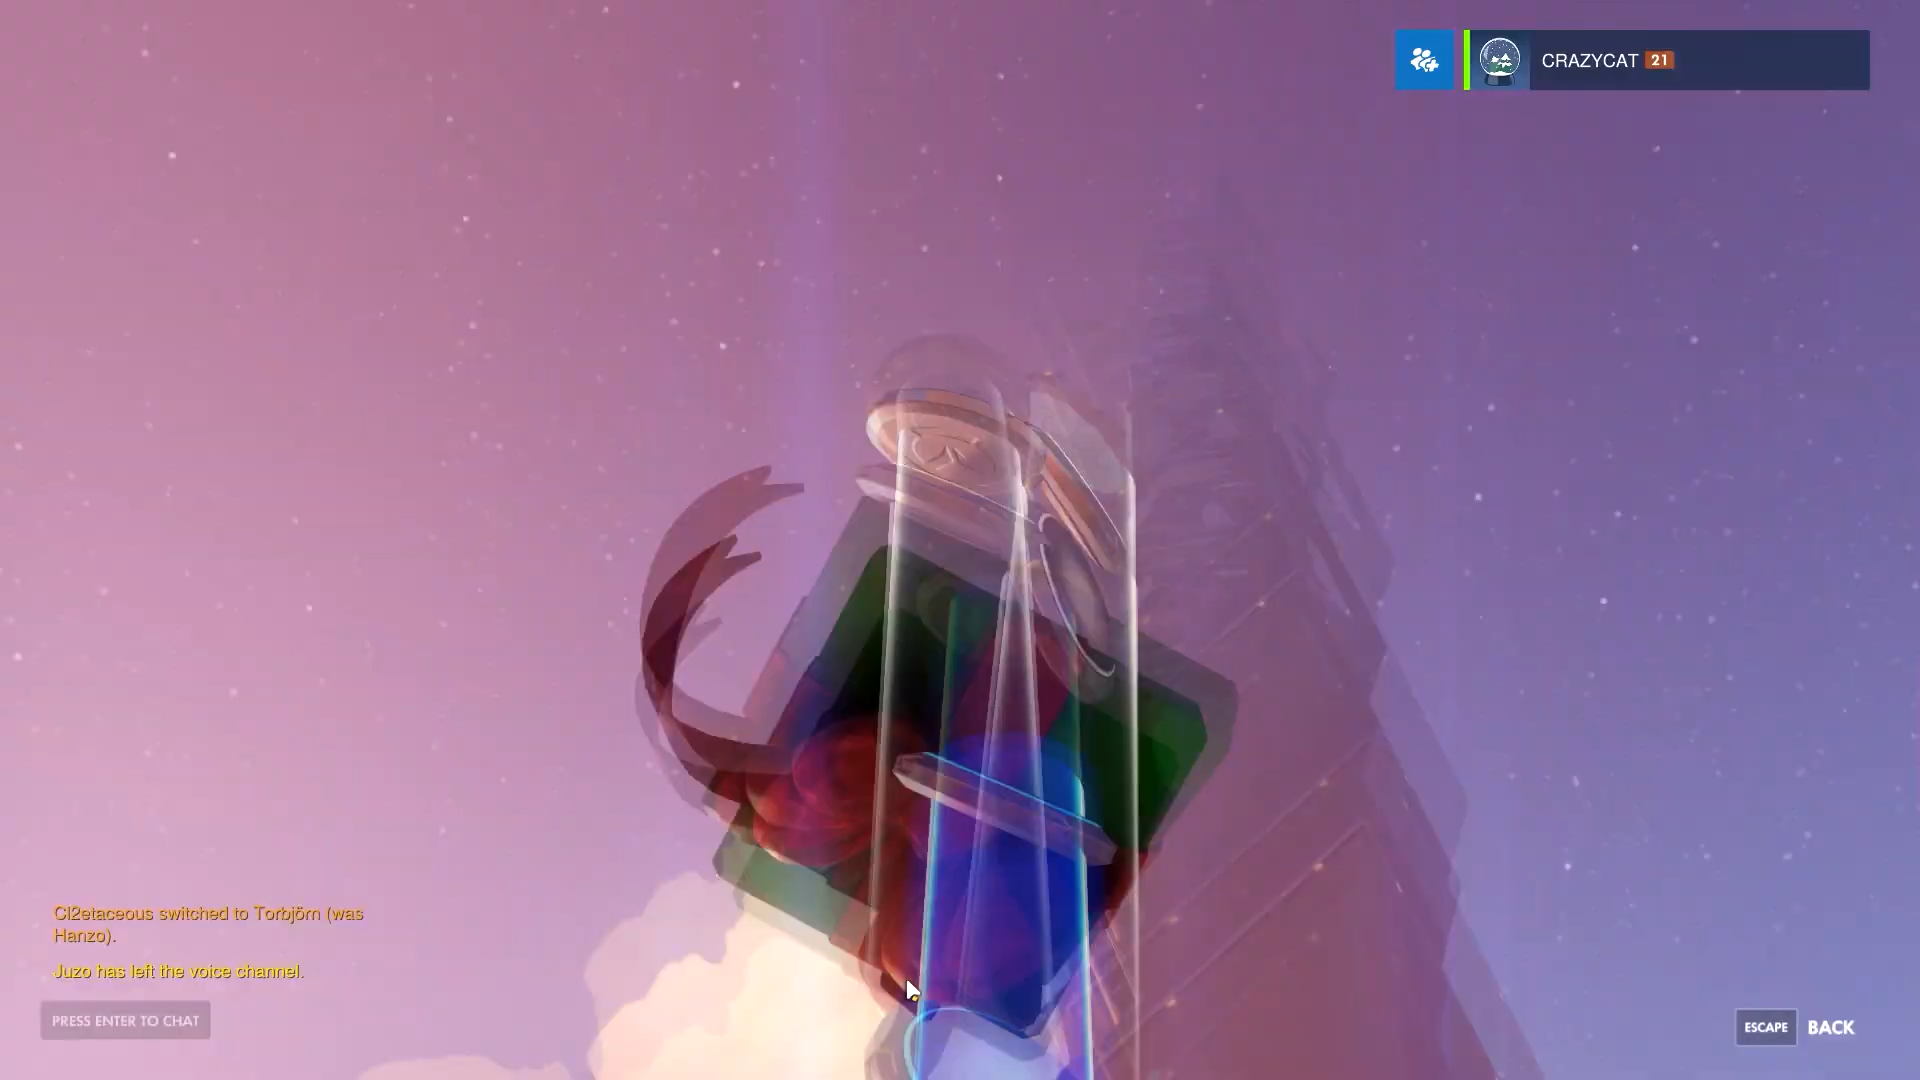 CRAZYCAT 21
Cl2etaceous switched to Torbjörn (was
Hanzo).
Juzo has left the voice channel.
PRESS ENTER TO CHAT
ESCAPE BACK